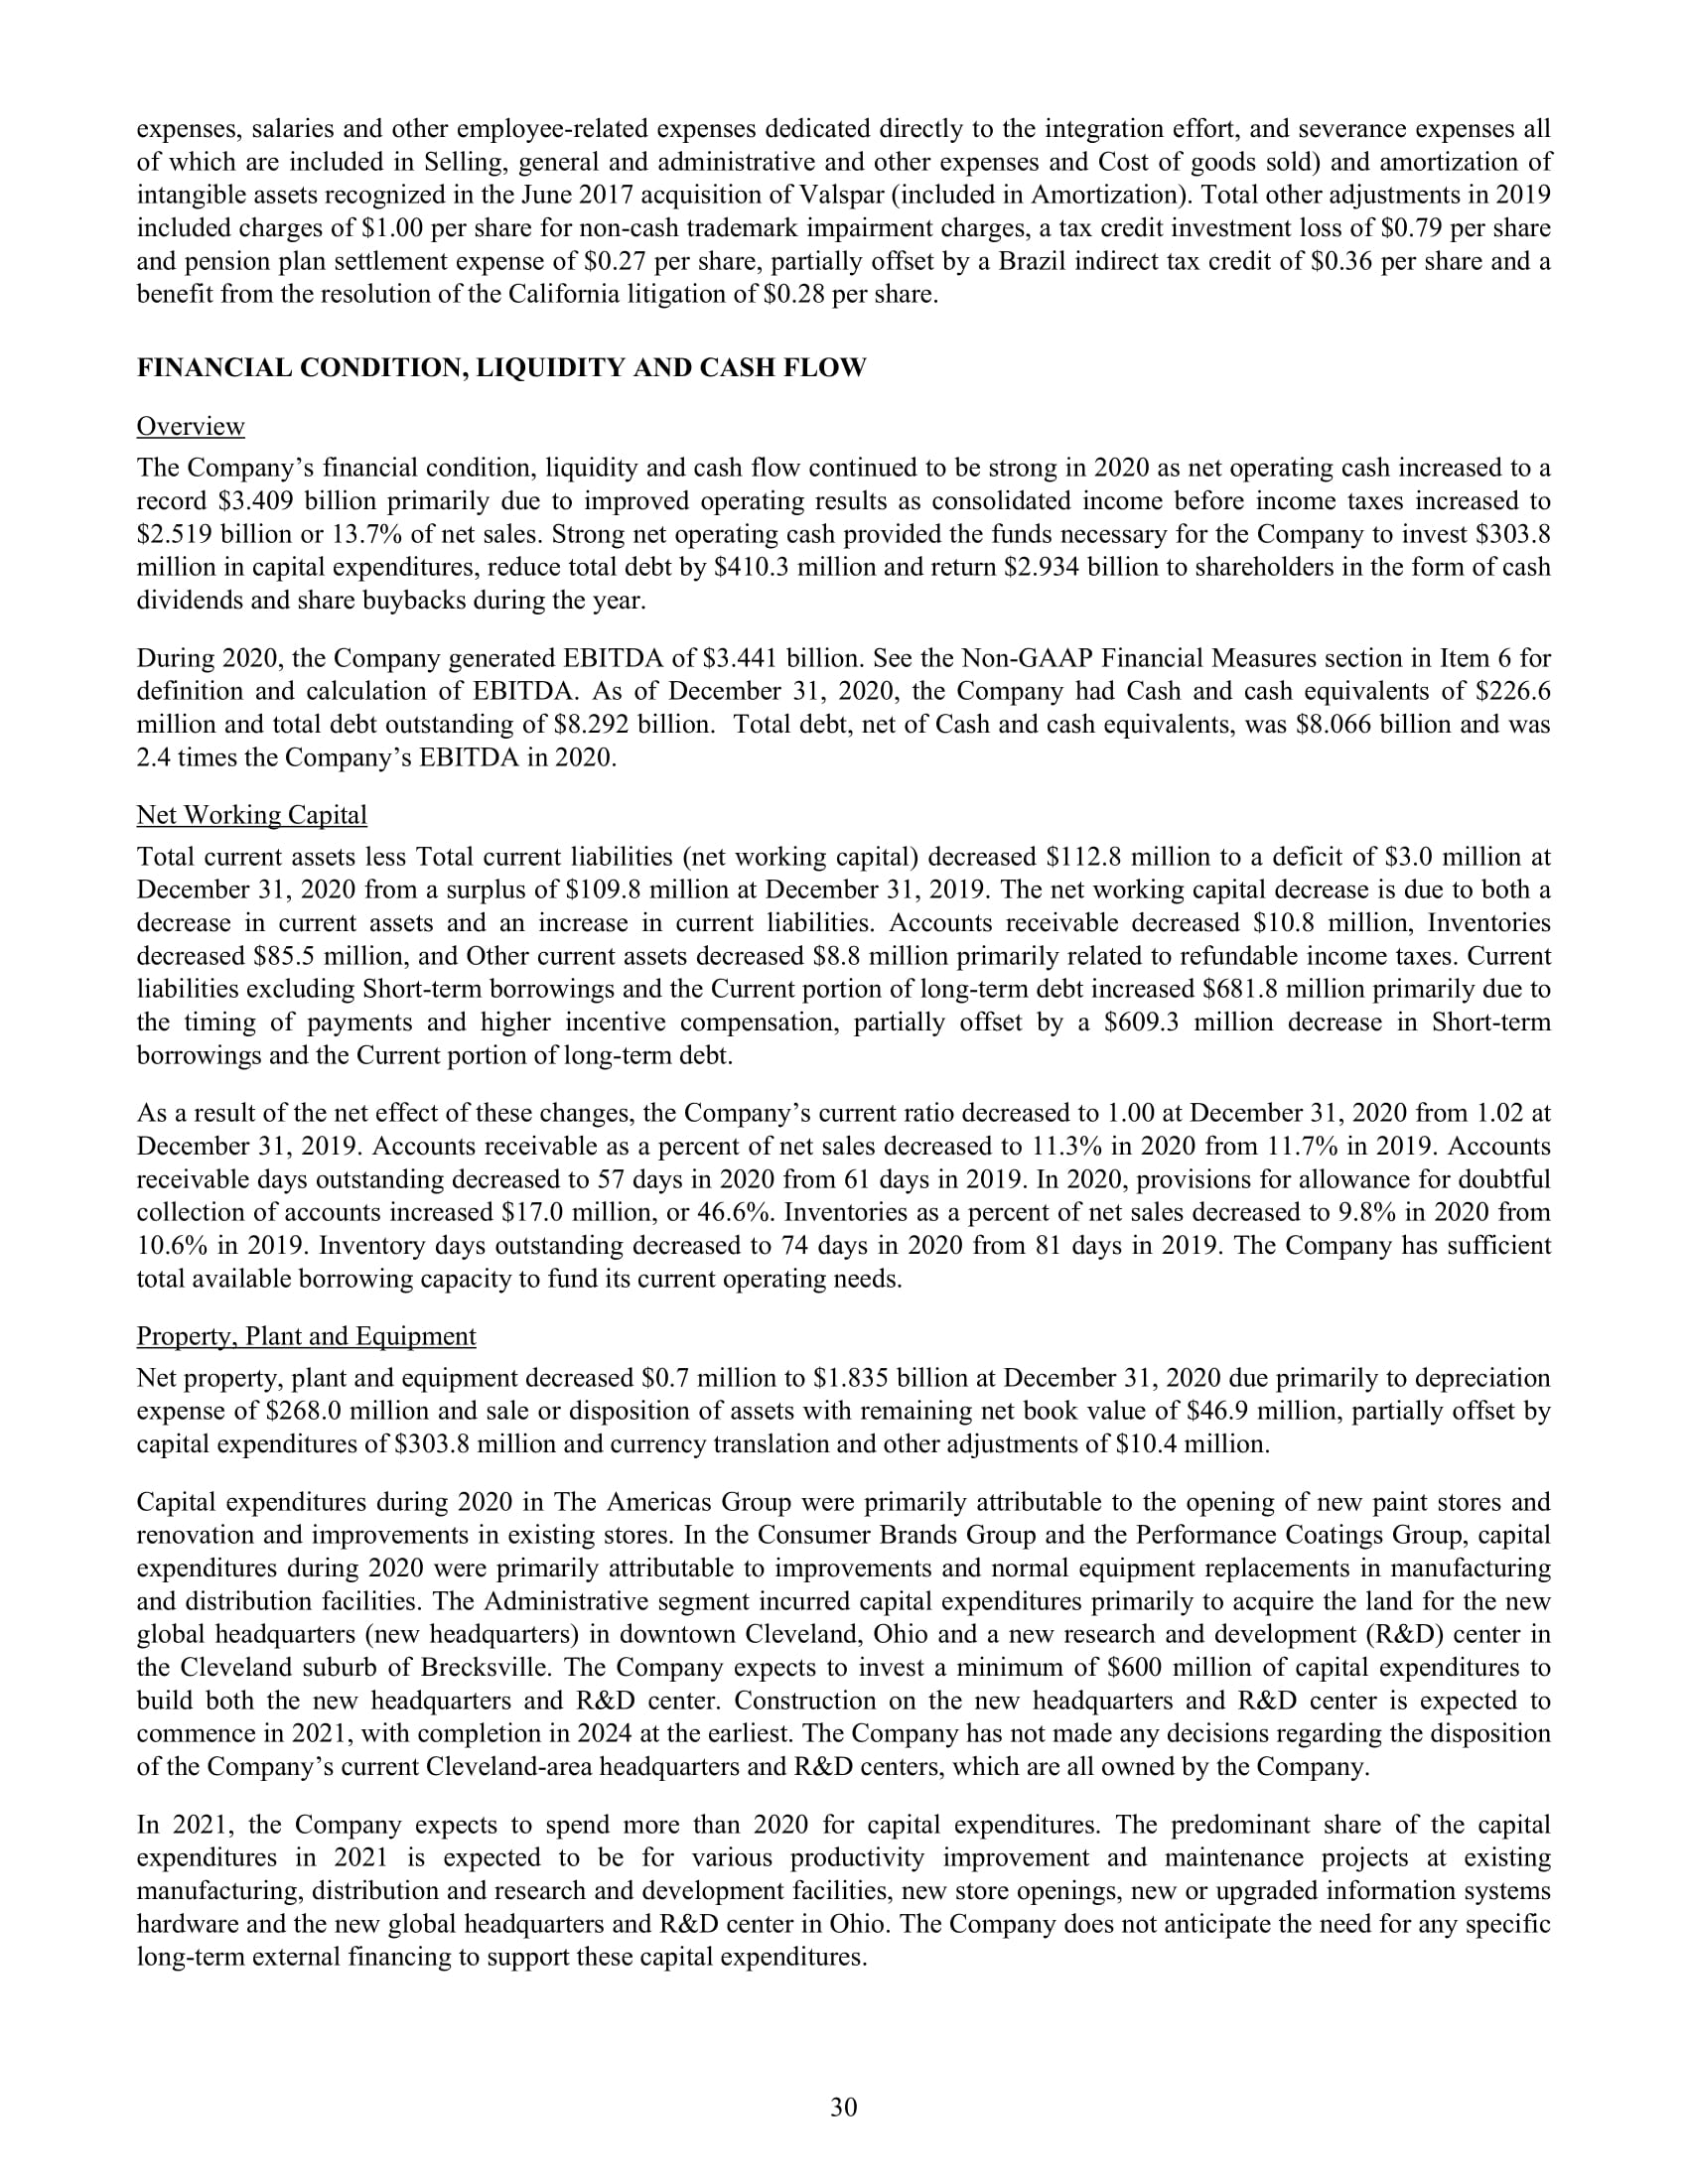 expenses, salaries and other employee-related expenses dedicated directly to the integration effort, and severance expenses all
of which are included in Selling, general and administrative and other expenses and Cost of goods sold) and amortization of
intangible assets recognized in the June 2017 acquisition of Valspar (included in Amortization). Total other adjustments in 2019
included charges of $1.00 per share for non-cash trademark impairment charges, a tax credit investment loss of $0.79 per share
and pension plan settlement expense of $0.27 per share, partially offset by a Brazil indirect tax credit of $0.36 per share and a
benefit from the resolution of the California litigation of $0.28 per share.
FINANCIAL CONDITION, LIQUIDITY AND CASH FLOW
Overview
The Company’s financial condition, liquidity and cash flow continued to be strong in 2020 as net operating cash increased to a
record $3.409 billion primarily due to improved operating results as consolidated income before income taxes increased to
$2.519 billion or 13.7% of net sales. Strong net operating cash provided the funds necessary for the Company to invest $303.8
million in capital expenditures, reduce total debt by $410.3 million and return $2.934 billion to shareholders in the form of cash
dividends and share buybacks during the year.
During 2020, the Company generated EBITDA of $3.441 billion. See the Non-GAAP Financial Measures section in Item 6 for
definition and calculation of EBITDA. As of December 31, 2020, the Company had Cash and cash equivalents of $226.6
million and total debt outstanding of $8.292 billion.  Total debt, net of Cash and cash equivalents, was $8.066 billion and was
2.4 times the Company’s EBITDA in 2020.
Net Working Capital
Total current assets less Total current liabilities (net working capital) decreased $112.8 million to a deficit of $3.0 million at
December 31, 2020 from a surplus of $109.8 million at December 31, 2019. The net working capital decrease is due to both a
decrease in current assets and an increase in current liabilities. Accounts receivable decreased $10.8 million, Inventories
decreased $85.5 million, and Other current assets decreased $8.8 million primarily related to refundable income taxes. Current
liabilities excluding Short-term borrowings and the Current portion of long-term debt increased $681.8 million primarily due to
the timing of payments and higher incentive compensation, partially offset by a $609.3 million decrease in Short-term
borrowings and the Current portion of long-term debt.
As a result of the net effect of these changes, the Company’s current ratio decreased to 1.00 at December 31, 2020 from 1.02 at
December 31, 2019. Accounts receivable as a percent of net sales decreased to 11.3% in 2020 from 11.7% in 2019. Accounts
receivable days outstanding decreased to 57 days in 2020 from 61 days in 2019. In 2020, provisions for allowance for doubtful
collection of accounts increased $17.0 million, or 46.6%. Inventories as a percent of net sales decreased to 9.8% in 2020 from
10.6% in 2019. Inventory days outstanding decreased to 74 days in 2020 from 81 days in 2019. The Company has sufficient
total available borrowing capacity to fund its current operating needs.
Property, Plant and Equipment
Net property, plant and equipment decreased $0.7 million to $1.835 billion at December 31, 2020 due primarily to depreciation
expense of $268.0 million and sale or disposition of assets with remaining net book value of $46.9 million, partially offset by
capital expenditures of $303.8 million and currency translation and other adjustments of $10.4 million.
Capital expenditures during 2020 in The Americas Group were primarily attributable to the opening of new paint stores and
renovation and improvements in existing stores. In the Consumer Brands Group and the Performance Coatings Group, capital
expenditures during 2020 were primarily attributable to improvements and normal equipment replacements in manufacturing
and distribution facilities. The Administrative segment incurred capital expenditures primarily to acquire the land for the new
global headquarters (new headquarters) in downtown Cleveland, Ohio and a new research and development (R&D) center in
the Cleveland suburb of Brecksville. The Company expects to invest a minimum of $600 million of capital expenditures to
build both the new headquarters and R&D center. Construction on the new headquarters and R&D center is expected to
commence in 2021, with completion in 2024 at the earliest. The Company has not made any decisions regarding the disposition
of the Company’s current Cleveland-area headquarters and R&D centers, which are all owned by the Company.
In 2021, the Company expects to spend more than 2020 for capital expenditures. The predominant share of the capital
expenditures in 2021 is expected to be for various productivity improvement and maintenance projects at existing
manufacturing, distribution and research and development facilities, new store openings, new or upgraded information systems
hardware and the new global headquarters and R&D center in Ohio. The Company does not anticipate the need for any specific
long-term external financing to support these capital expenditures.
30